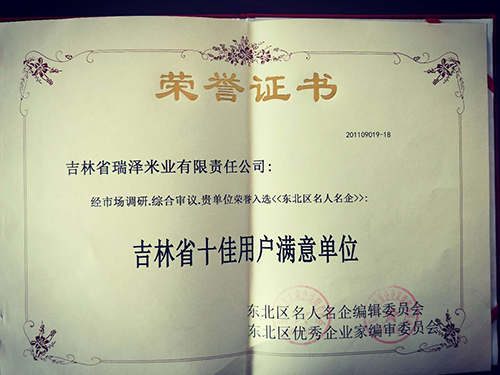 荣誉证书
201109019-18
吉林省瑞泽米业有限责任公司:
经市场调研.综合审议.贵单位荣誉入选<<东北区名人名企>>:
吉林省十佳用户满意单位
东北区名人名企编辑委员会
东北区优秀企业家编审委员会